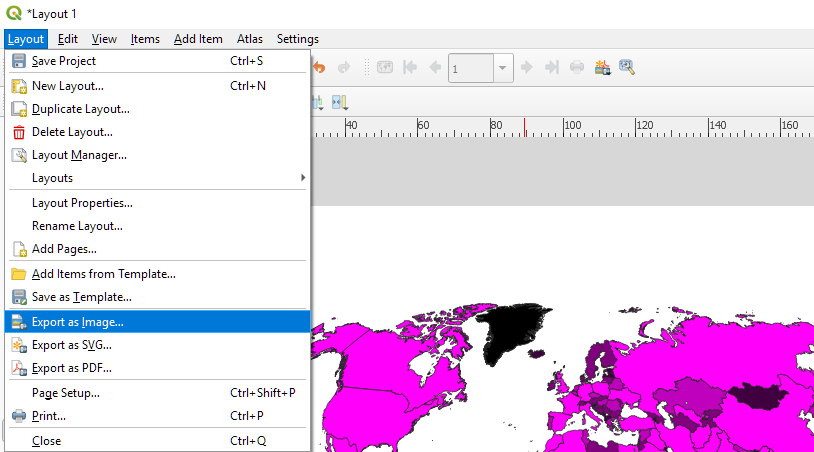 *Layout 1
Layout Edit View Items Add Item Atlas Settings
Save Project Ctrl+S
1
New Layout... Ctrl+N
Duplicate Layout...
Delete Layout...
40 60 80 100 120 140 160
Layout Manager...
Layouts
Layout Properties...
Rename Layout...
Add Pages...
Add Items from Template...
Save as Template...
Export as Image...
Export as SVG...
Export as PDF...
Page Setup... Ctrl+Shift+P
Print... Ctrl+P
Close Ctrl+Q